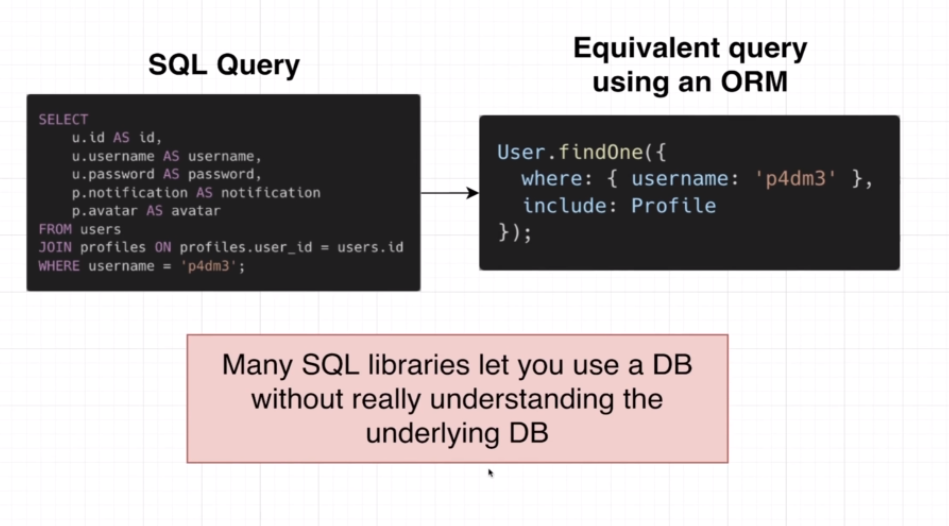 SQL Query
SELECT
    u.id AS id,
    u.username AS username,
    u.password AS password,
    p.notification AS notification
    p.avatar AS avatar
FROM users
JOIN profiles ON profiles.user_id = users.id
WHERE username = 'p4dm3';
Equivalent query
using an ORM
User.findOne({
  where: { username: 'p4dm3' },
  include: Profile
});
Many SQL libraries let you use a DB
without really understanding the
underlying DB